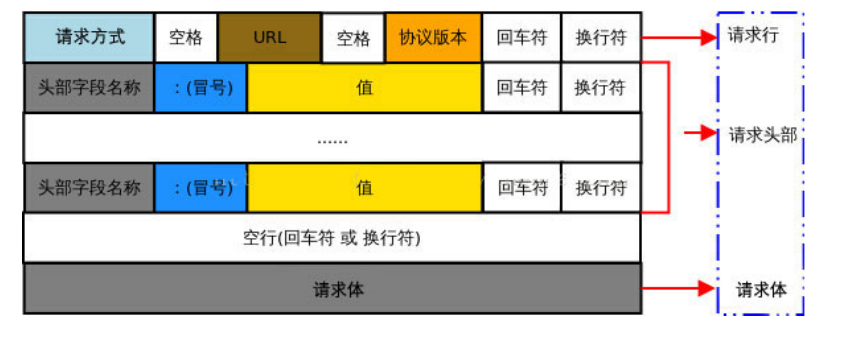 请求方式 空格 URL 空格 协议版本 回车符 换行符 请求行
头部字段名称 : (冒号) 值 回车符 换行符
...... 请求头部
头部字段名称 : (冒号) 值 回车符 换行符
空行(回车符 或 换行符)
请求体 请求体